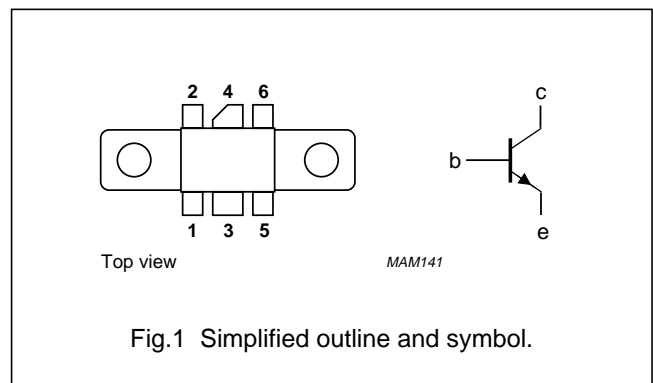 2 4 6
c
b
1 3 5
e
Top view MAM141
Fig.1 Simplified outline and symbol.